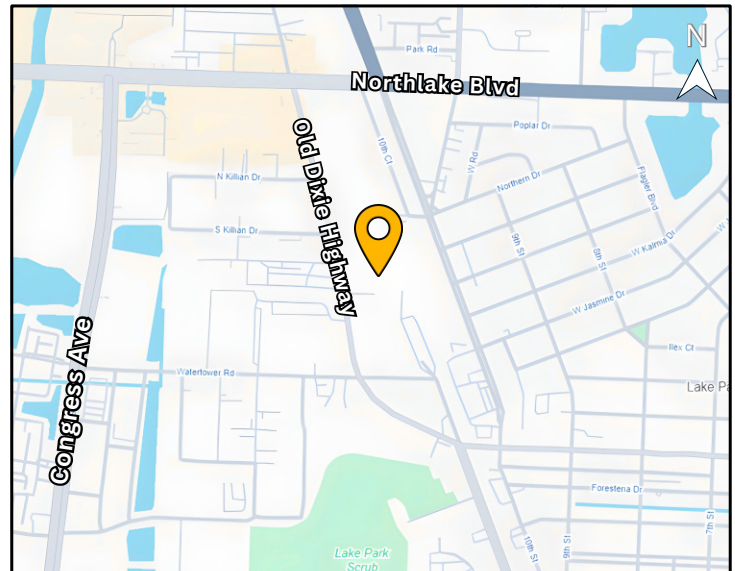 N
Park Rd
Northlake Blvd
Poplar Dr
Old Dixie Highway
10th Ct
W Rd
N Killian Dr
Northern Dr
Flagler Blvd
S Killian Dr
9th St
8th St
W Kalmia Dr
W Jasmine Dr
Congress Ave
Ilex Ct
Watertower Rd
Lake Pa
Foresteria Dr
7th St
10th St
9th St
Lake Park
Scrub